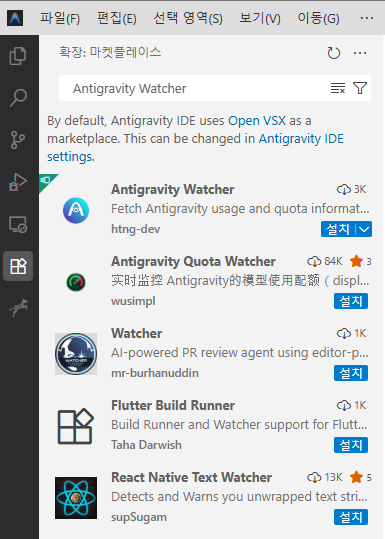 파일(F) 편집(E) 선택 영역(S) 보기(V) 이동(G) ···
확장: 마켓플레이스
Antigravity Watcher
By default, Antigravity IDE uses Open VSX as a
marketplace. This can be changed in Antigravity IDE
settings.
Antigravity Watcher 3K
Fetch Antigravity usage and quota informat...
htng-dev 설치
Antigravity Quota Watcher 84K 3
实时监控 Antigravity的模型使用配额（displ...
wusimpl 설치
Watcher 1K
AI-powered PR review agent using editor-p...
mr-burhanuddin 설치
Flutter Build Runner 1K
Build Runner and Watcher support for Flutt...
Taha Darwish 설치
React Native Text Watcher 13K 5
Detects and Warns you unwrapped text stri...
supSugam 설치